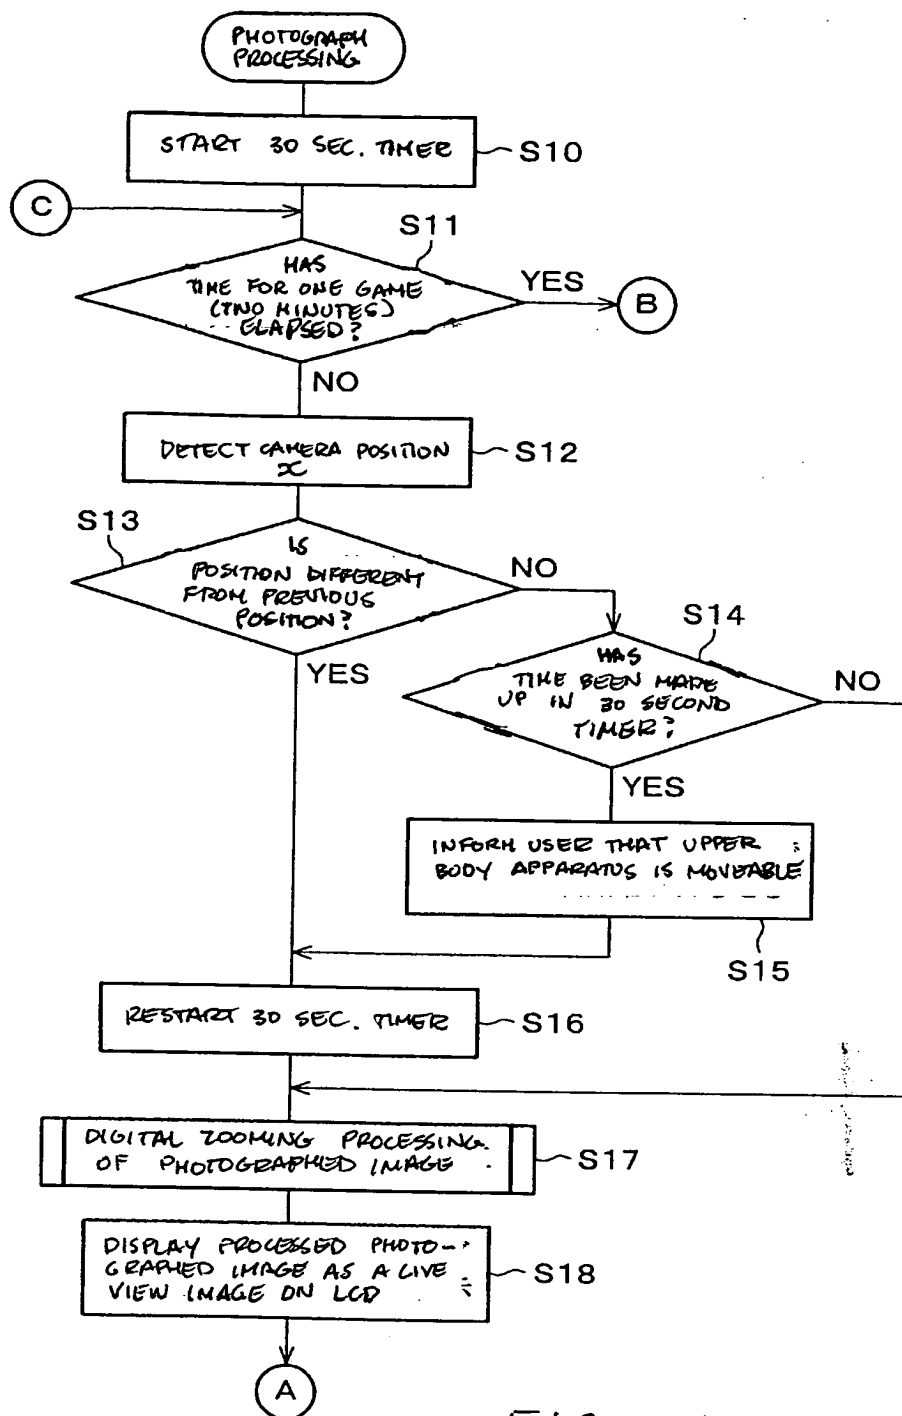 PHOTOGRAPH
PROCESSING
START 30 SEC. TIMER
S10
C
S11
HAS
TIME FOR ONE GAME
(TWO MINUTES)
ELAPSED?
YES
B
NO
DETECT CAMERA POSITION
x
S12
S13
IS
POSITION DIFFERENT
FROM PREVIOUS
POSITION?
NO
YES
S14
HAS
TIME BEEN MADE
UP IN 30 SECOND
TIMER?
NO
YES
INFORM USER THAT UPPER
BODY APPARATUS IS MOVEABLE
S15
RESTART 30 SEC. TIMER
S16
DIGITAL ZOOMING PROCESSING
OF PHOTOGRAPHED IMAGE
S17
DISPLAY PROCESSED PHOTO-
GRAPHED IMAGE AS A LIVE
VIEW IMAGE ON LCD
S18
A